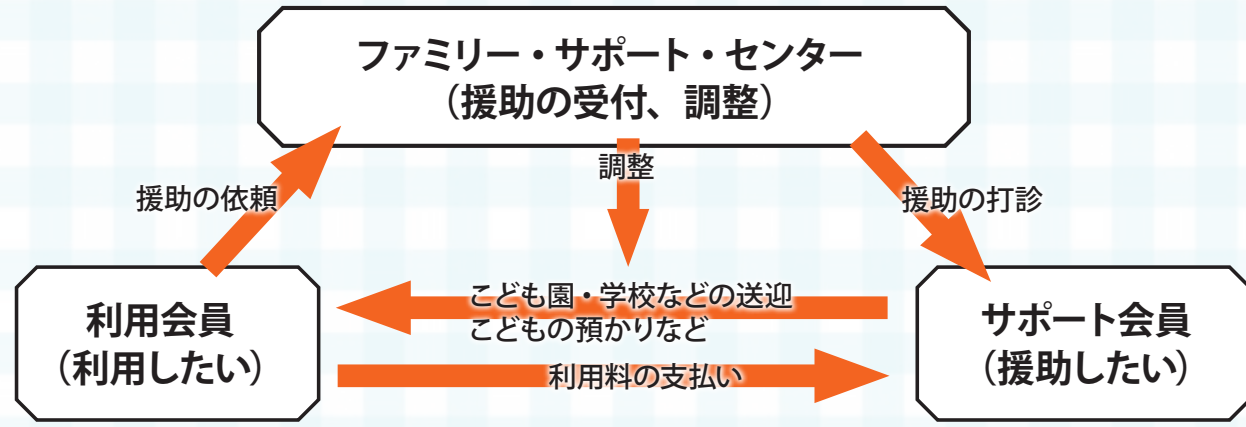 ファミリー・サポート・センター
（援助の受付、調整）
調整
援助の依頼
援助の打診
こども園・学校などの送迎
こどもの預かりなど
利用会員
（利用したい）
サポート会員
（援助したい）
利用料の支払い